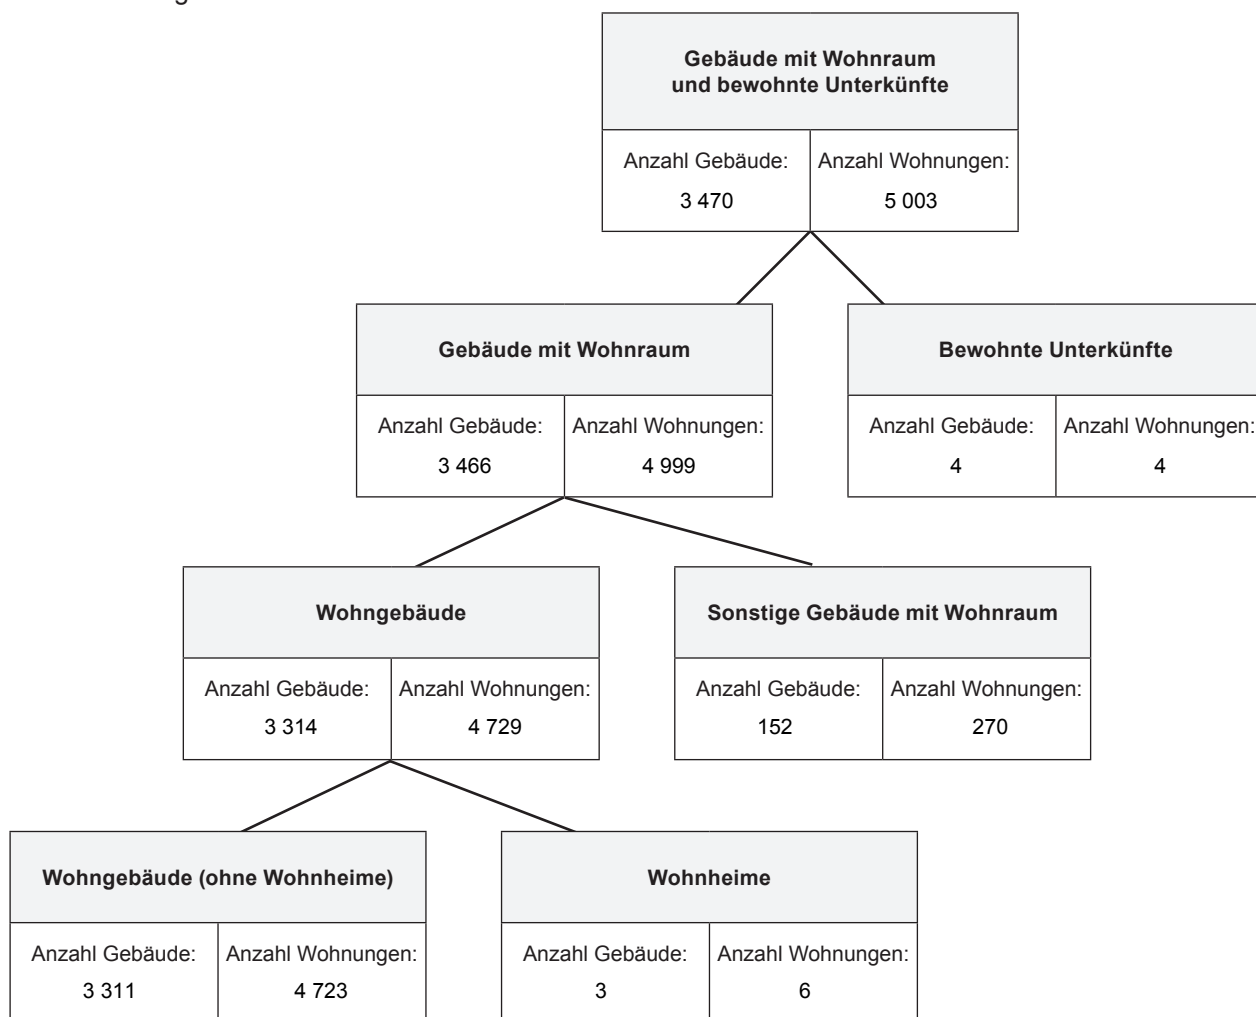 Gebäude mit Wohnraum
und bewohnte Unterkünfte
Anzahl Gebäude: Anzahl Wohnungen:
3 470 5 003
Gebäude mit Wohnraum Bewohnte Unterkünfte
Anzahl Gebäude: Anzahl Wohnungen: Anzahl Gebäude: Anzahl Wohnungen:
3 466 4 999 4 4
Wohngebäude Sonstige Gebäude mit Wohnraum
Anzahl Gebäude: Anzahl Wohnungen: Anzahl Gebäude: Anzahl Wohnungen:
3 314 4 729 152 270
Wohngebäude (ohne Wohnheime) Wohnheime
Anzahl Gebäude: Anzahl Wohnungen: Anzahl Gebäude: Anzahl Wohnungen:
3 311 4 723 3 6